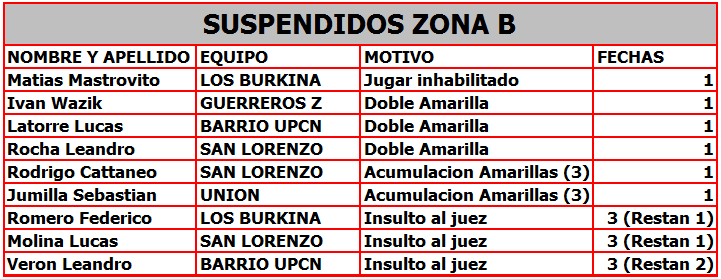 SUSPENDIDOS ZONA B
NOMBRE Y APELLIDO EQUIPO MOTIVO FECHAS
Matias Mastrovito LOS BURKINA Jugar inhabilitado 1
Ivan Wazik GUERREROS Z Doble Amarilla 1
Latorre Lucas BARRIO UPCN Doble Amarilla 1
Rocha Leandro SAN LORENZO Doble Amarilla 1
Rodrigo Cattaneo SAN LORENZO Acumulacion Amarillas (3) 1
Jumilla Sebastian UNION Acumulacion Amarillas (3) 1
Romero Federico LOS BURKINA Insulto al juez 3 (Restan 1)
Molina Lucas SAN LORENZO Insulto al juez 3 (Restan 1)
Veron Leandro BARRIO UPCN Insulto al juez 3 (Restan 2)